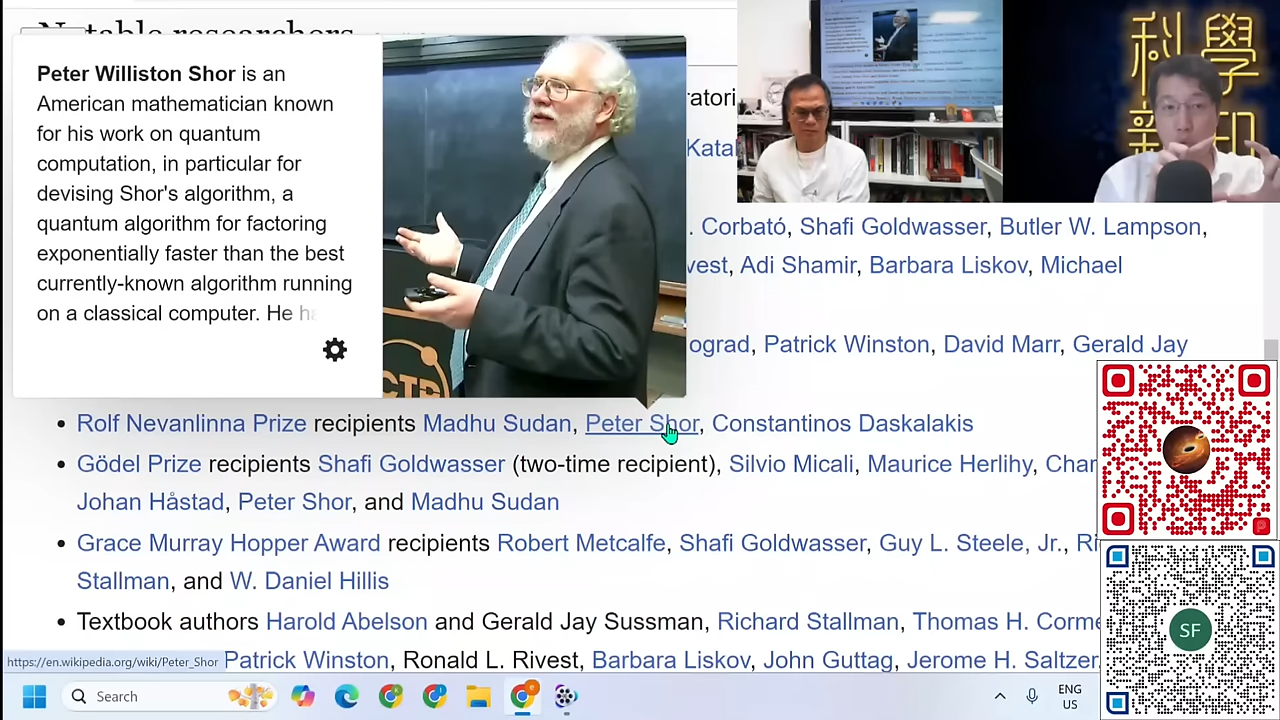 Notable researchers
Peter Williston Shor is an
American mathematician known
for his work on quantum
computation, in particular for
devising Shor's algorithm, a
quantum algorithm for factoring
exponentially faster than the best
currently-known algorithm running
on a classical computer. He ha
ratori
Katal
. Corbató, Shafi Goldwasser, Butler W. Lampson,
vest, Adi Shamir, Barbara Liskov, Michael
ograd, Patrick Winston, David Marr, Gerald Jay
• Rolf Nevanlinna Prize recipients Madhu Sudan, Peter Shor, Constantinos Daskalakis
• Gödel Prize recipients Shafi Goldwasser (two-time recipient), Silvio Micali, Maurice Herlihy, Char
Johan Håstad, Peter Shor, and Madhu Sudan
• Grace Murray Hopper Award recipients Robert Metcalfe, Shafi Goldwasser, Guy L. Steele, Jr., Ri
Stallman, and W. Daniel Hillis
• Textbook authors Harold Abelson and Gerald Jay Sussman, Richard Stallman, Thomas H. Corme
Patrick Winston, Ronald L. Rivest, Barbara Liskov, John Guttag, Jerome H. Saltzer,
https://en.wikipedia.org/wiki/Peter_Shor
CTP
科學
新知
SF
Search
ENG
US